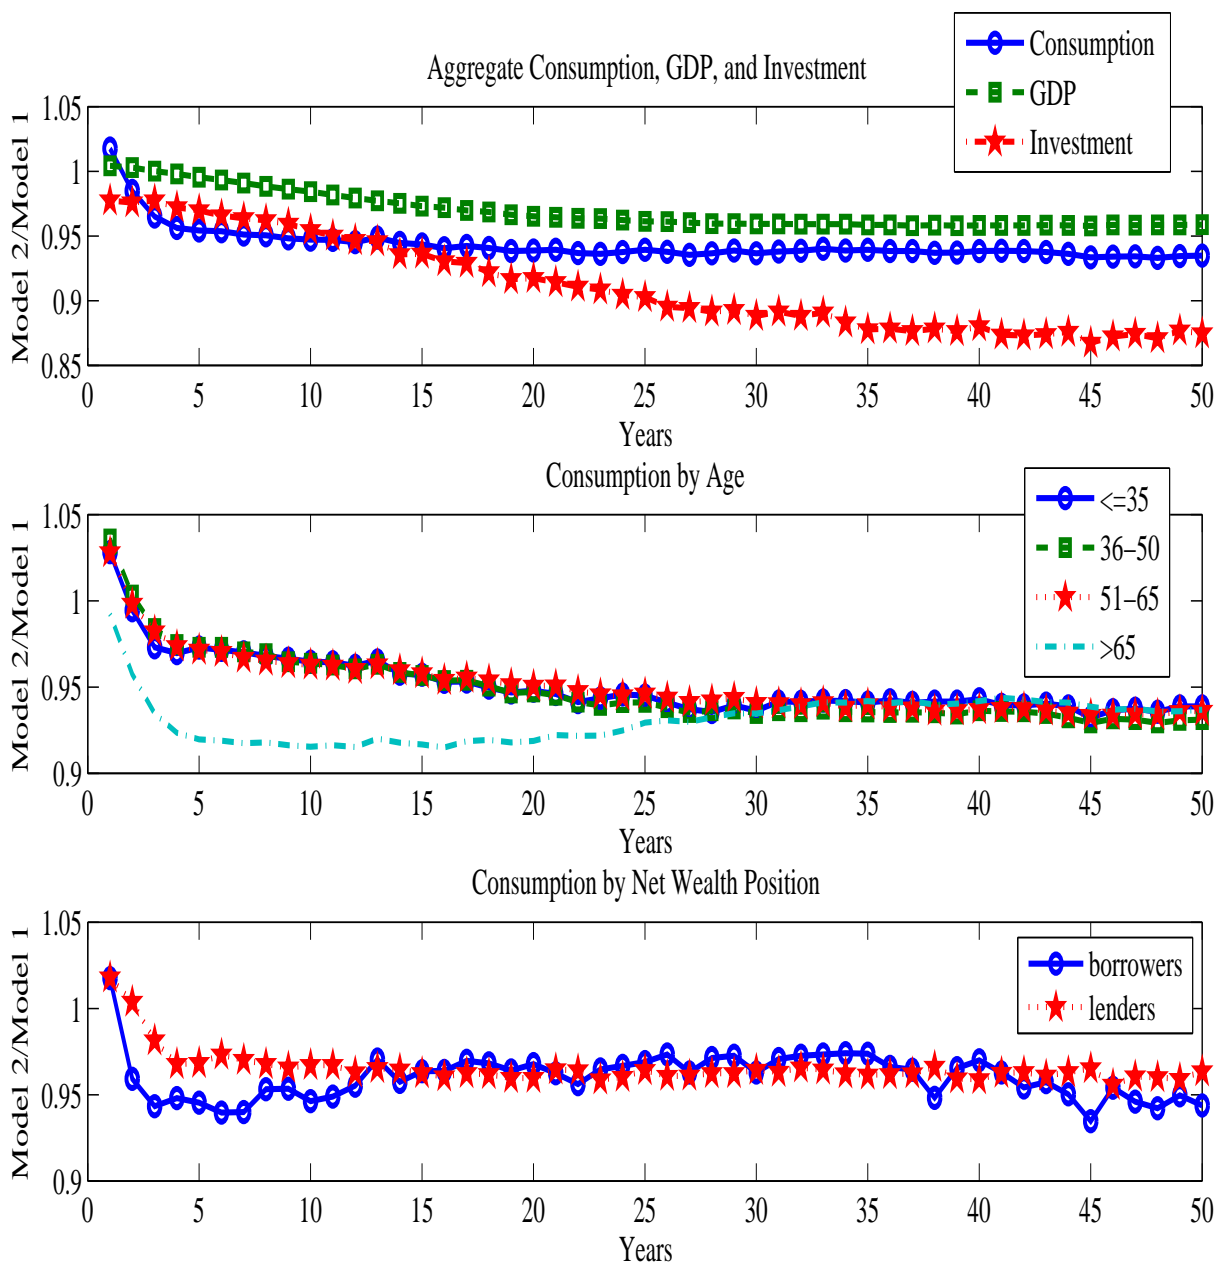 Aggregate Consumption, GDP, and Investment
Consumption
GDP
Investment
Model 2/Model 1
1.05
1
0.95
0.9
0.85
0 5 10 15 20 25 30 35 40 45 50
Years
Consumption by Age
<=35
36–50
51–65
>65
Model 2/Model 1
1.05
1
0.95
0.9
0 5 10 15 20 25 30 35 40 45 50
Years
Consumption by Net Wealth Position
borrowers
lenders
Model 2/Model 1
1.05
1
0.95
0.9
0 5 10 15 20 25 30 35 40 45 50
Years